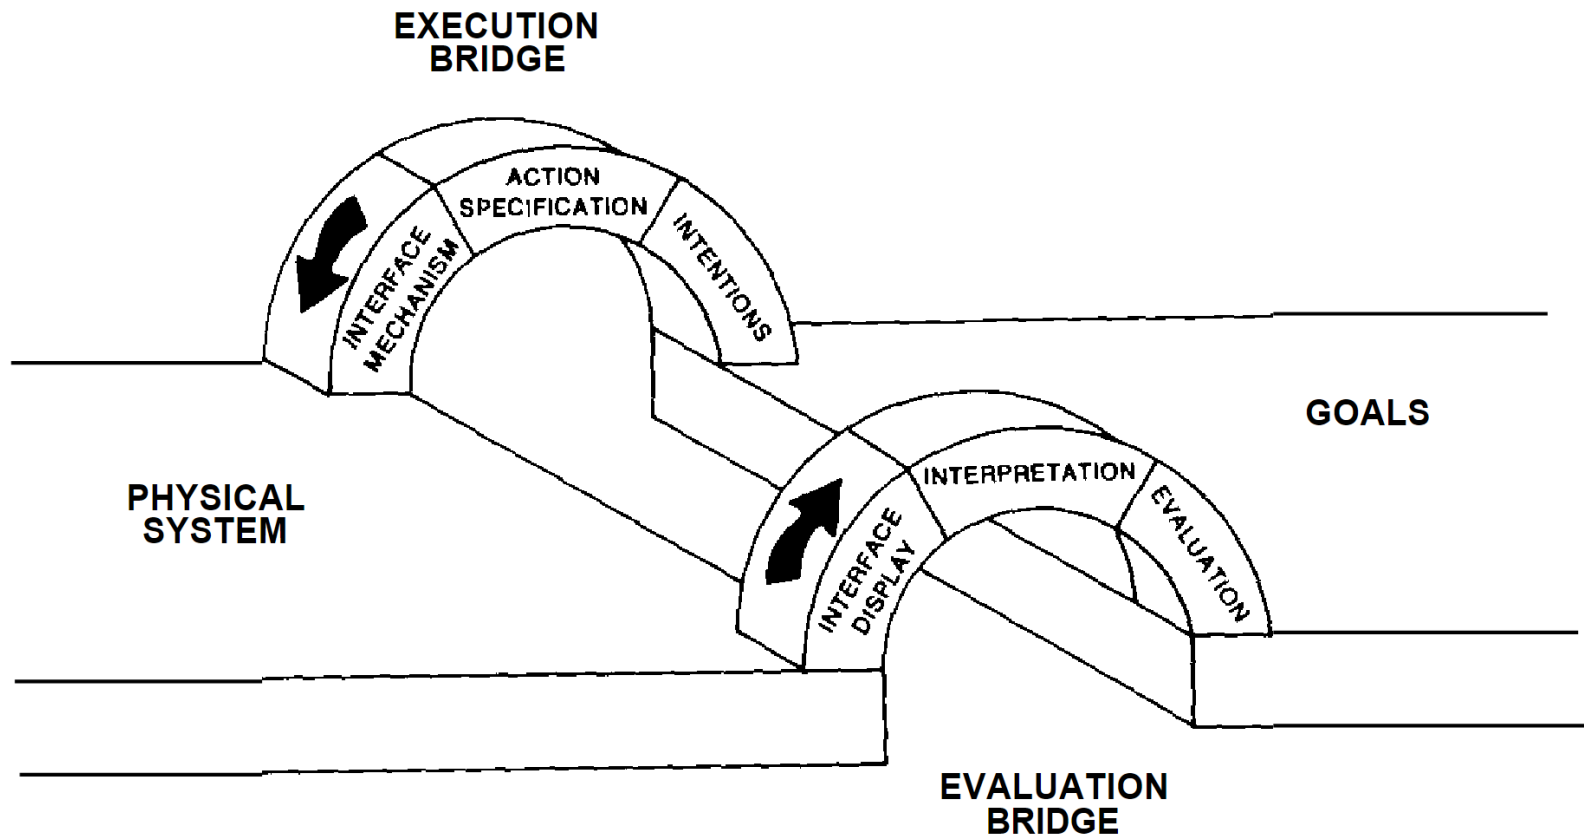 EXECUTION
BRIDGE
ACTION
SPECIFICATION
INTERFACE
MECHANISM
INTENTIONS
GOALS
PHYSICAL
SYSTEM
INTERPRETATION
INTERFACE
DISPLAY
EVALUATION
EVALUATION
BRIDGE